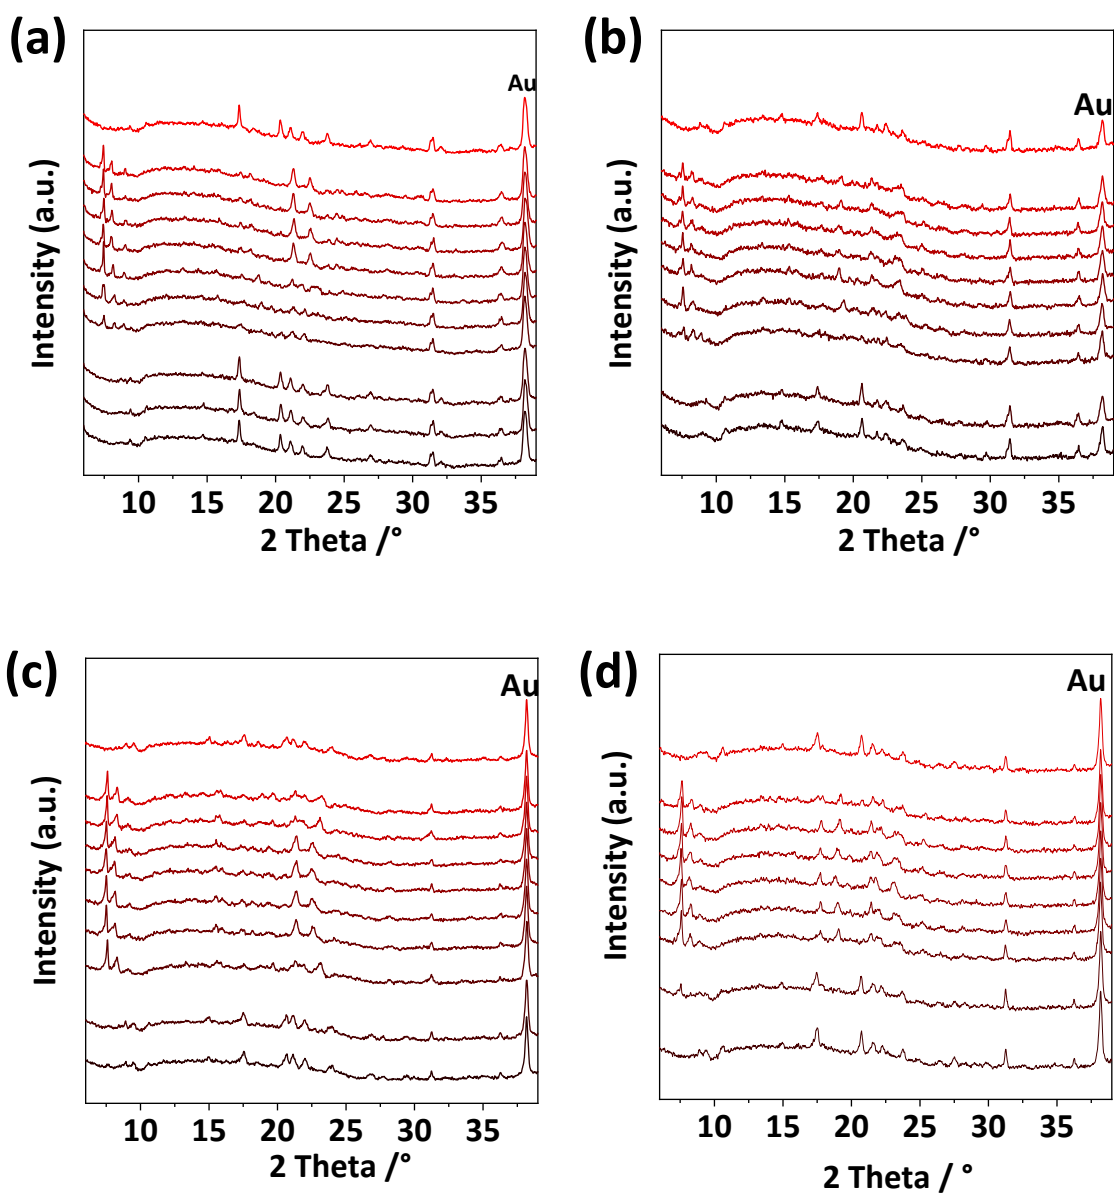 (a)
(b)
Au
Au
Intensity (a.u.)
Intensity (a.u.)
10 15 20 25 30 35
10 15 20 25 30 35
2 Theta /°
2 Theta /°
(c)
(d)
Au
Au
Intensity (a.u.)
Intensity (a.u.)
10 15 20 25 30 35
10 15 20 25 30 35
2 Theta /°
2 Theta / °